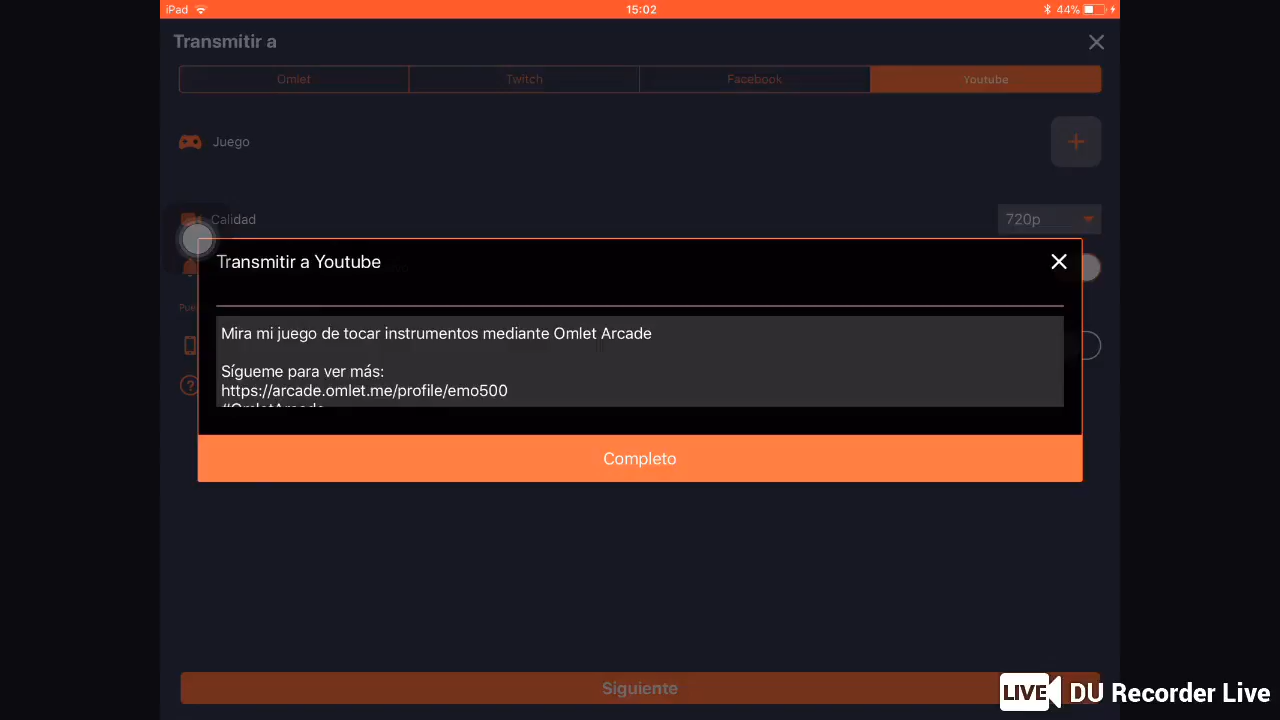 iPad
15:02
44%
Transmitir a
Omlet
Twitch
Facebook
Youtube
Juego
Calidad
720p
Transmitir a Youtube
Mira mi juego de tocar instrumentos mediante Omlet Arcade
Sígueme para ver más:
https://arcade.omlet.me/profile/emo500
#OmletArcade
Completo
Siguiente
LIVE
DU Recorder Live